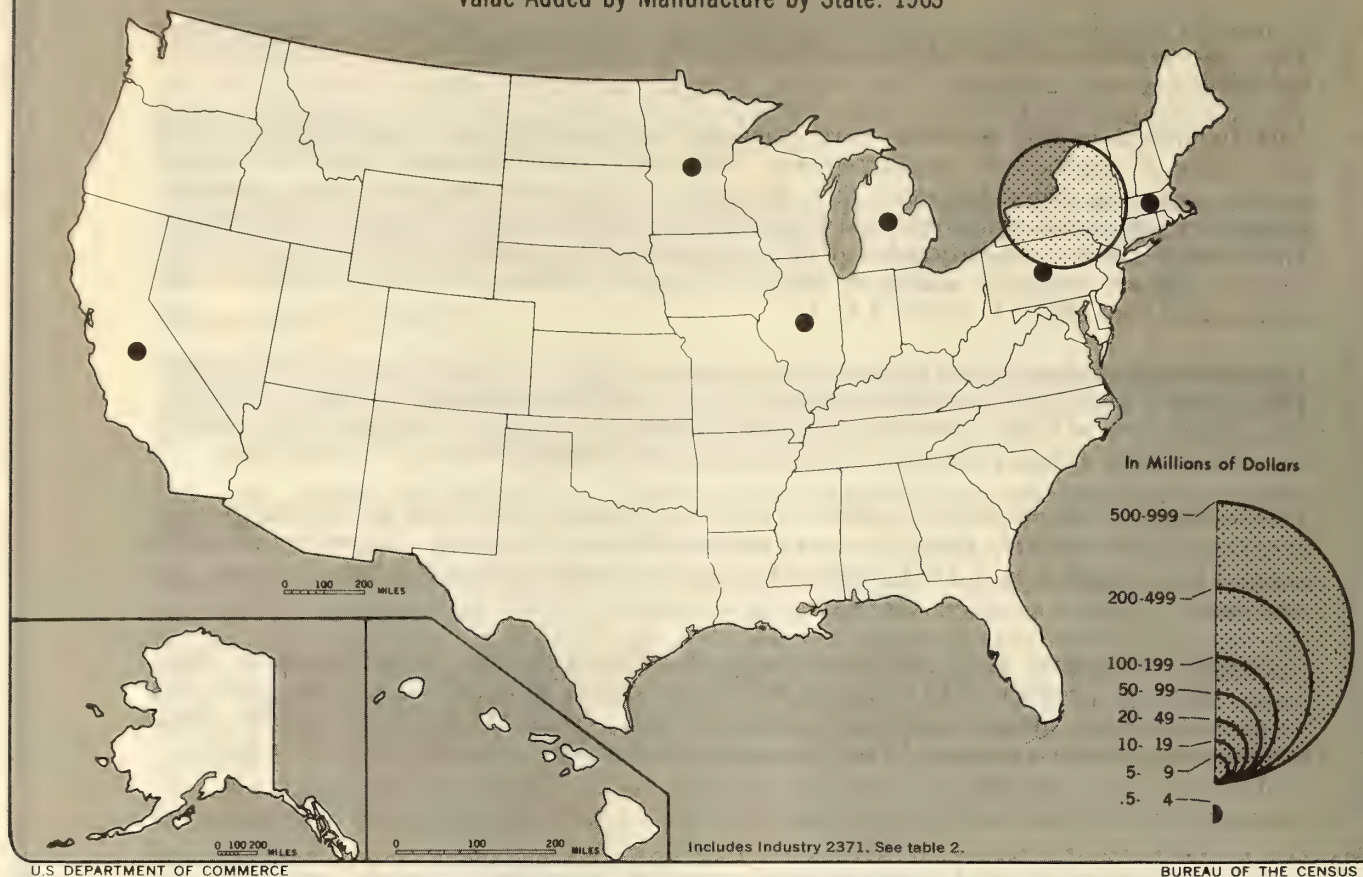 Value Added by Manufacture by State: 1963
In Millions of Dollars
500-999
200-499
100-199
50- 99
20- 49
10- 19
5- 9
.5- 4
0 100 200 MILES
0 100 200 MILES
0 100 200 MILES
Includes Industry 2371. See table 2.
U.S DEPARTMENT OF COMMERCE
BUREAU OF THE CENSUS